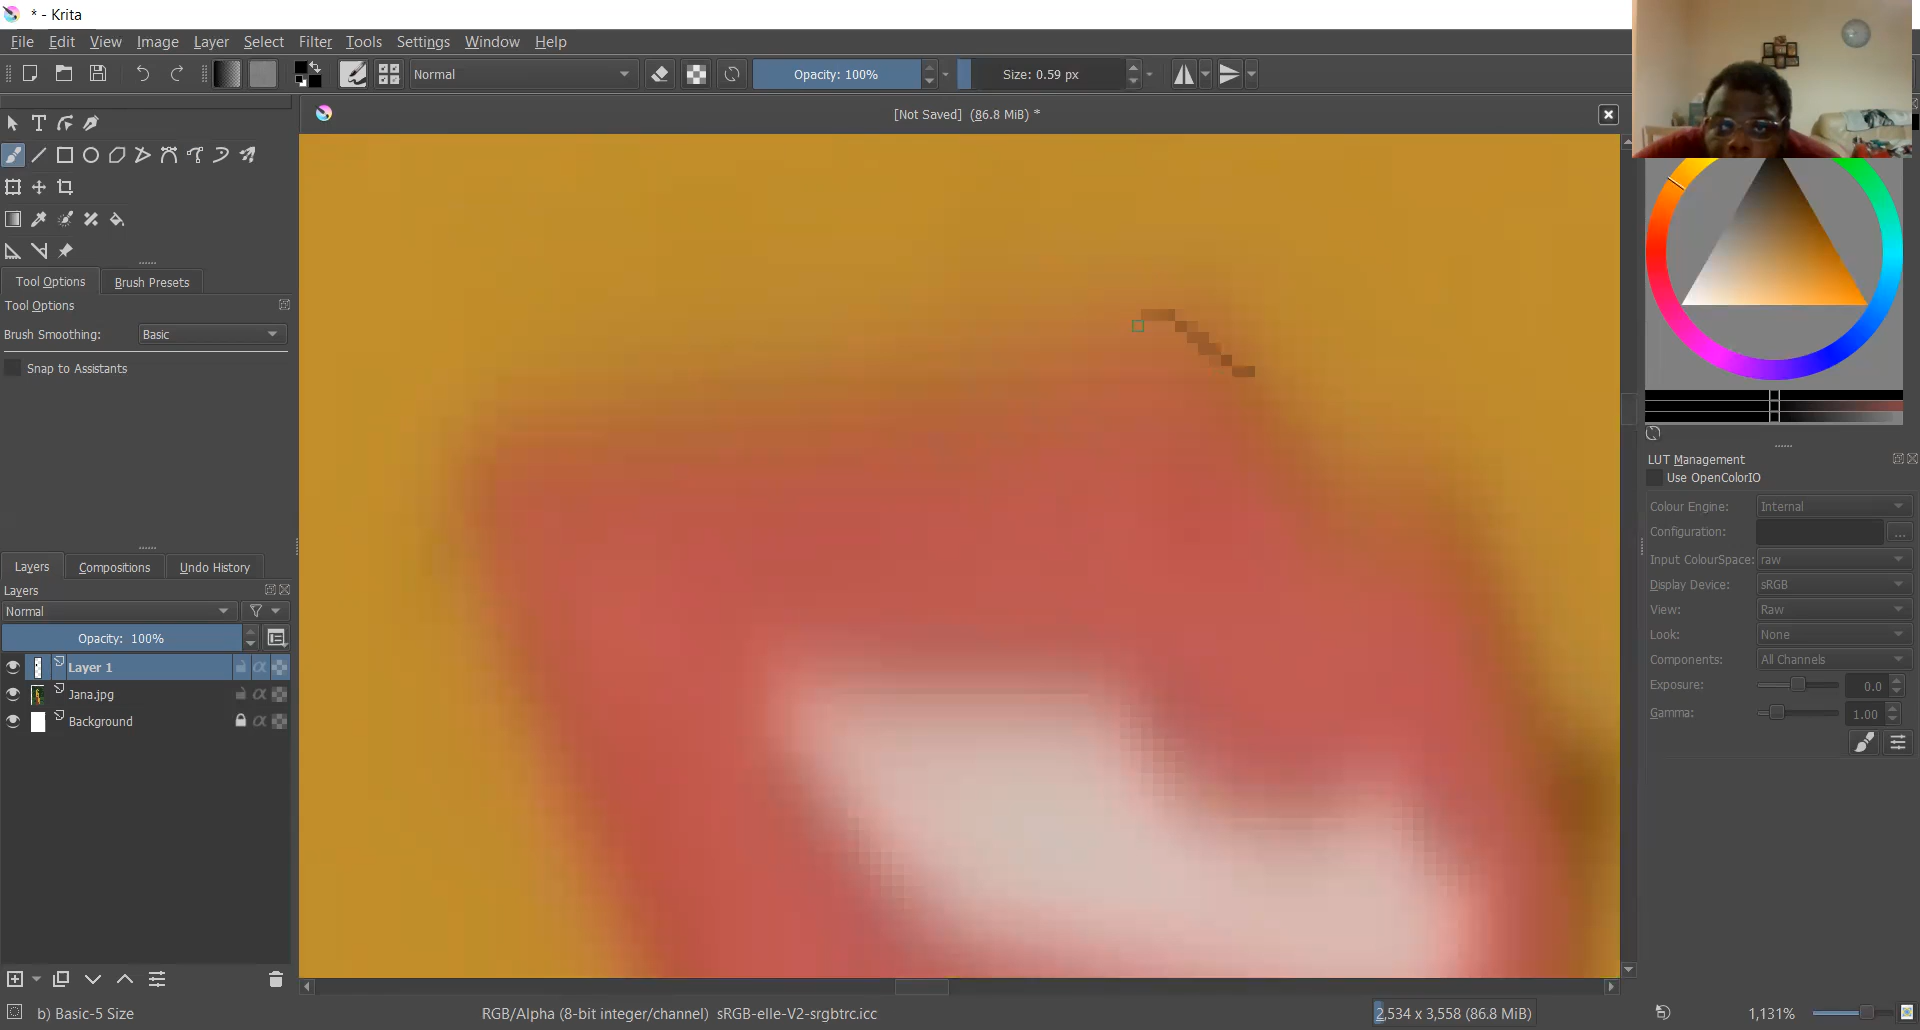 * - Krita
File Edit View Image Layer Select Filter Tools Settings Window Help
Normal
Opacity: 100%
Size: 0.59 px
[Not Saved] (86.8 MiB) *
Tool Options
Brush Presets
Tool Options
Brush Smoothing:
Basic
Snap to Assistants
Layers
Compositions
Undo History
Layers
Normal
Opacity: 100%
Layer 1
Jana.jpg
Background
LUT Management
Use OpenColorIO
Colour Engine:
Internal
Configuration:
...
Input ColourSpace:
raw
Display Device:
sRGB
View:
Raw
Look:
None
Components:
All Channels
Exposure:
0.0
Gamma:
1.00
b) Basic-5 Size
RGB/Alpha (8-bit integer/channel) sRGB-elle-V2-srgbtrc.icc
2,534 x 3,558 (86.8 MiB)
1,131%